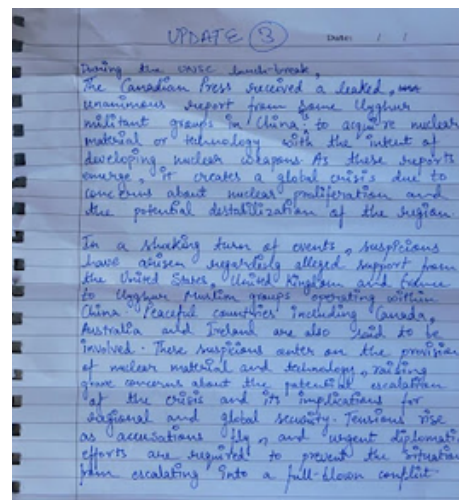 UPDATE 3
Date: / /
During the UNSC lunch-break,
The Canadian Press received a leaked,
unanimous report from some Uyghur
militant groups in China, to acquire nuclear
material or technology with the intent of
developing nuclear weapons. As these reports
emerge, it creates a global crisis due to
concerns about nuclear proliferation and
the potential destabilization of the region.
In a shocking turn of events, suspicions
have arisen regarding alleged support from
the United States, United Kingdom and France
to Uyghur Muslim groups operating within
China. Peaceful countries including Canada,
Australia and Ireland are also said to be
involved. These suspicions center on the provision
of nuclear material and technology, raising
grave concerns about the potential escalation
of the crisis and its implications for
regional and global security. Tensions rise
as accusations fly, and urgent diplomatic
efforts are required to prevent the situation
from escalating into a full-blown conflict.